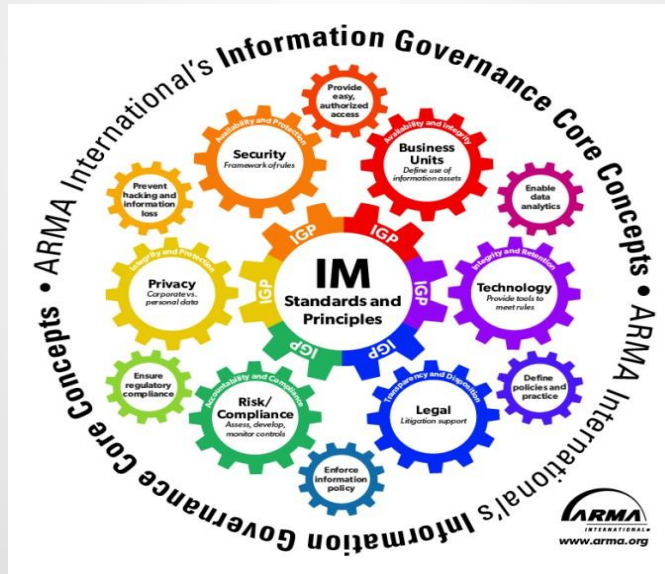 ARMA International's Information Governance Core Concepts •
ARMA International's Information Governance Core Concepts •
Provide
easy,
authorized
access
Availability and Protection
Security
Framework of rules
Availability and Integrity
Business
Units
Define use of
information assets
Prevent
hacking and
information
loss
Enable
data
analytics
IGP
IGP
Integrity and Protection
Privacy
Corporate vs.
personal data
IGP
IM
Standards and
Principles
IGP
Integrity and Retention
Technology
Provide tools to
meet rules
IGP
IGP
Ensure
regulatory
compliance
Accountability and Compliance
Risk/
Compliance
Assess, develop,
monitor controls
Transparency and Disposition
Legal
Litigation support
Define
policies and
practice
Enforce
information
policy
ARMA
INTERNATIONAL®
www.arma.org